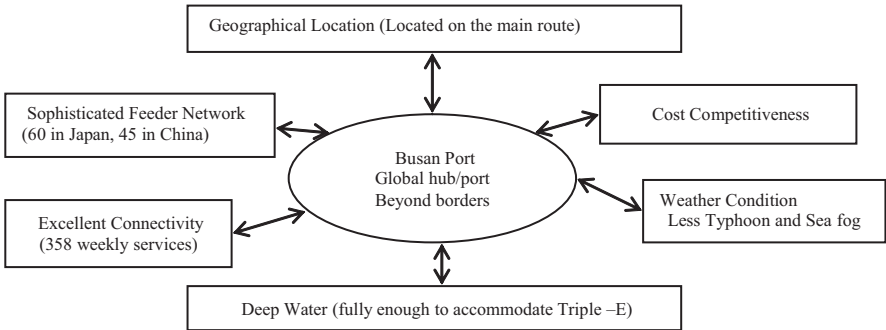 Geographical Location (Located on the main route)
Sophisticated Feeder Network
(60 in Japan, 45 in China)
Cost Competitiveness
Busan Port
Global hub/port
Beyond borders
Weather Condition
Less Typhoon and Sea fog
Excellent Connectivity
(358 weekly services)
Deep Water (fully enough to accommodate Triple –E)